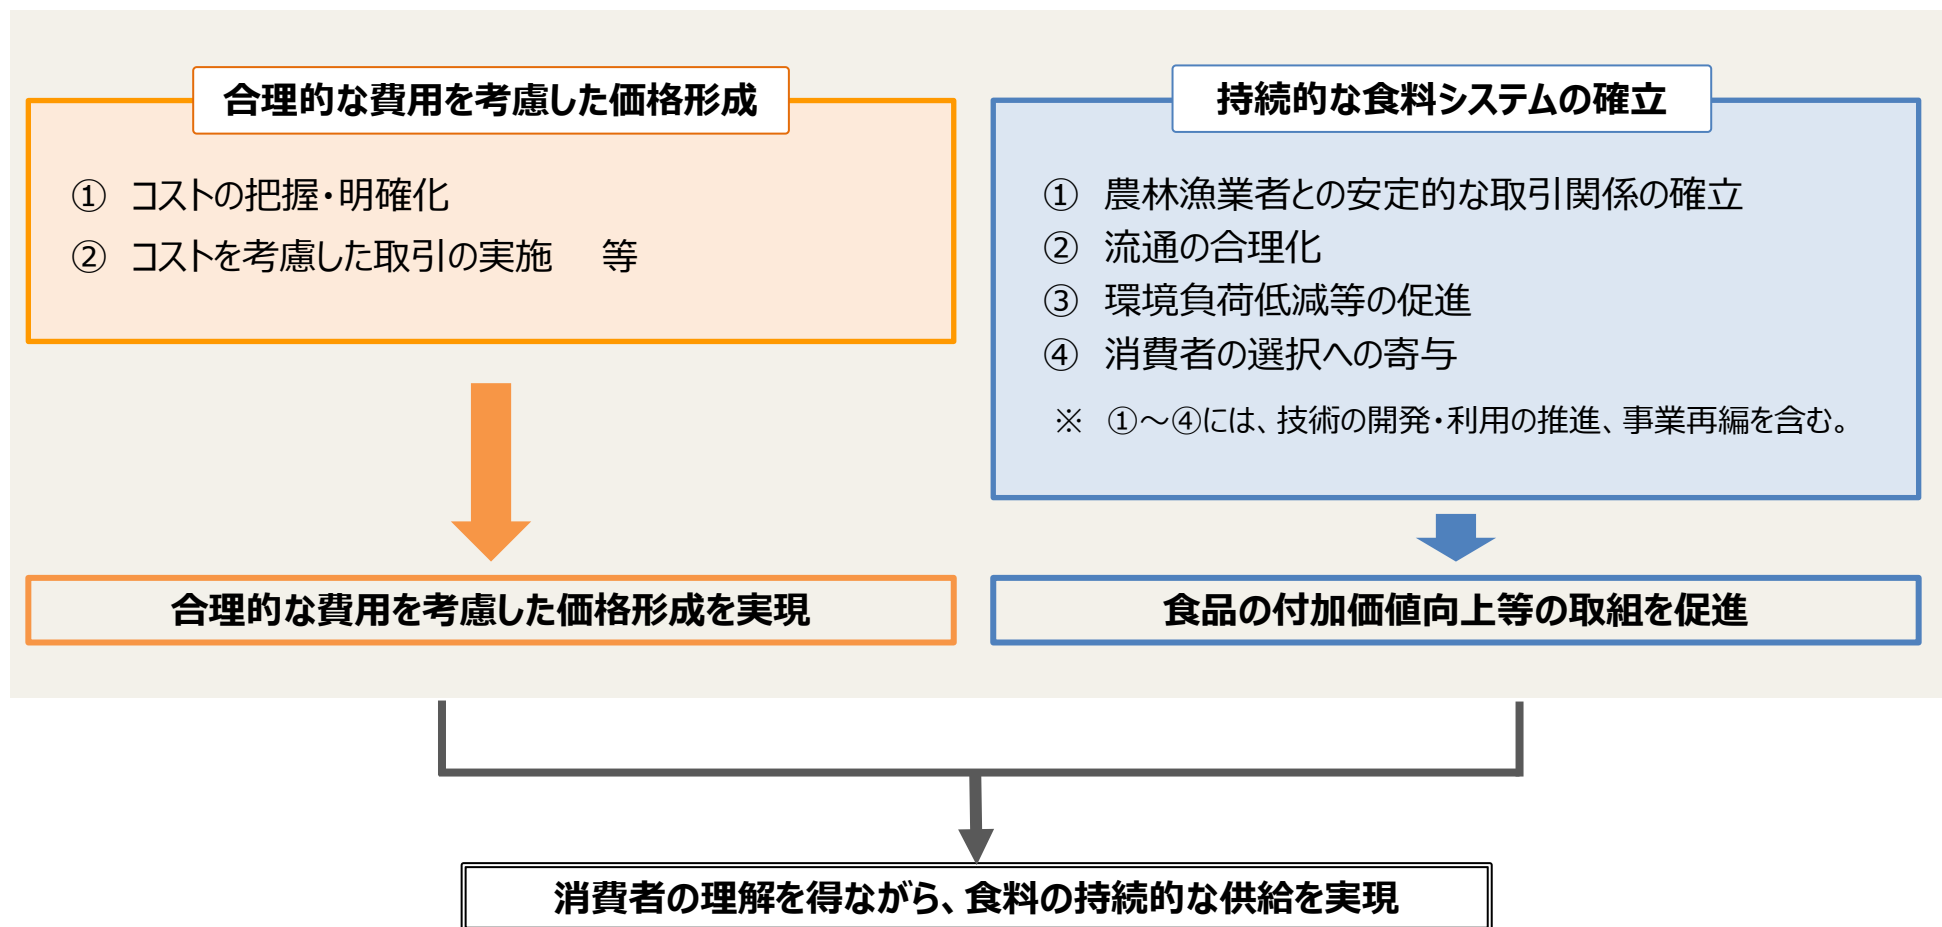 合理的な費用を考慮した価格形成
① コストの把握・明確化
② コストを考慮した取引の実施　等
持続的な食料システムの確立
① 農林漁業者との安定的な取引関係の確立
② 流通の合理化
③ 環境負荷低減等の促進
④ 消費者の選択への寄与
※ ①～④には、技術の開発・利用の推進、事業再編を含む。
合理的な費用を考慮した価格形成を実現
食品の付加価値向上等の取組を促進
消費者の理解を得ながら、食料の持続的な供給を実現